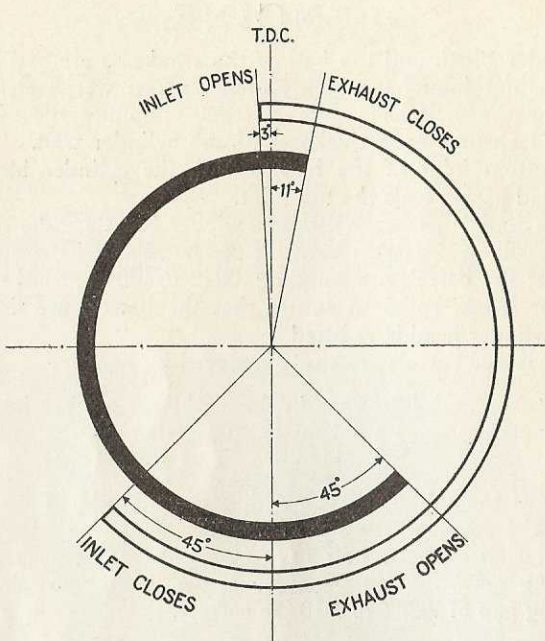 T.D.C.
INLET OPENS
EXHAUST CLOSES
3°
11°
45°
45°
INLET CLOSES
EXHAUST OPENS